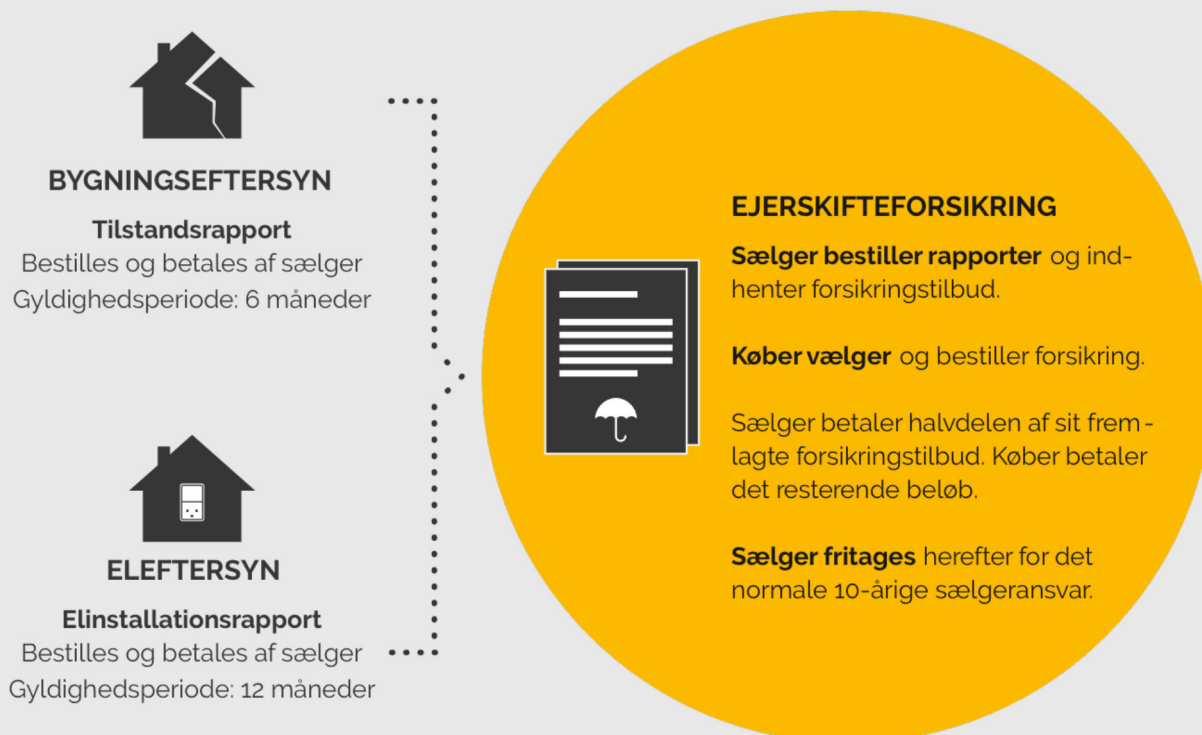 BYGNINGSEFTERSYN
Tilstandsrapport
Bestilles og betales af sælger
Gyldighedsperiode: 6 måneder
ELEFTERSYN
Elinstallationsrapport
Bestilles og betales af sælger
Gyldighedsperiode: 12 måneder
EJERSKIFTEFORSIKRING
Sælger bestiller rapporter og ind-
henter forsikringstilbud.
Køber vælger og bestiller forsikring.
Sælger betaler halvdelen af sit frem-
lagte forsikringstilbud. Køber betaler
det resterende beløb.
Sælger fritages herefter for det
normale 10-årige sælgeransvar.